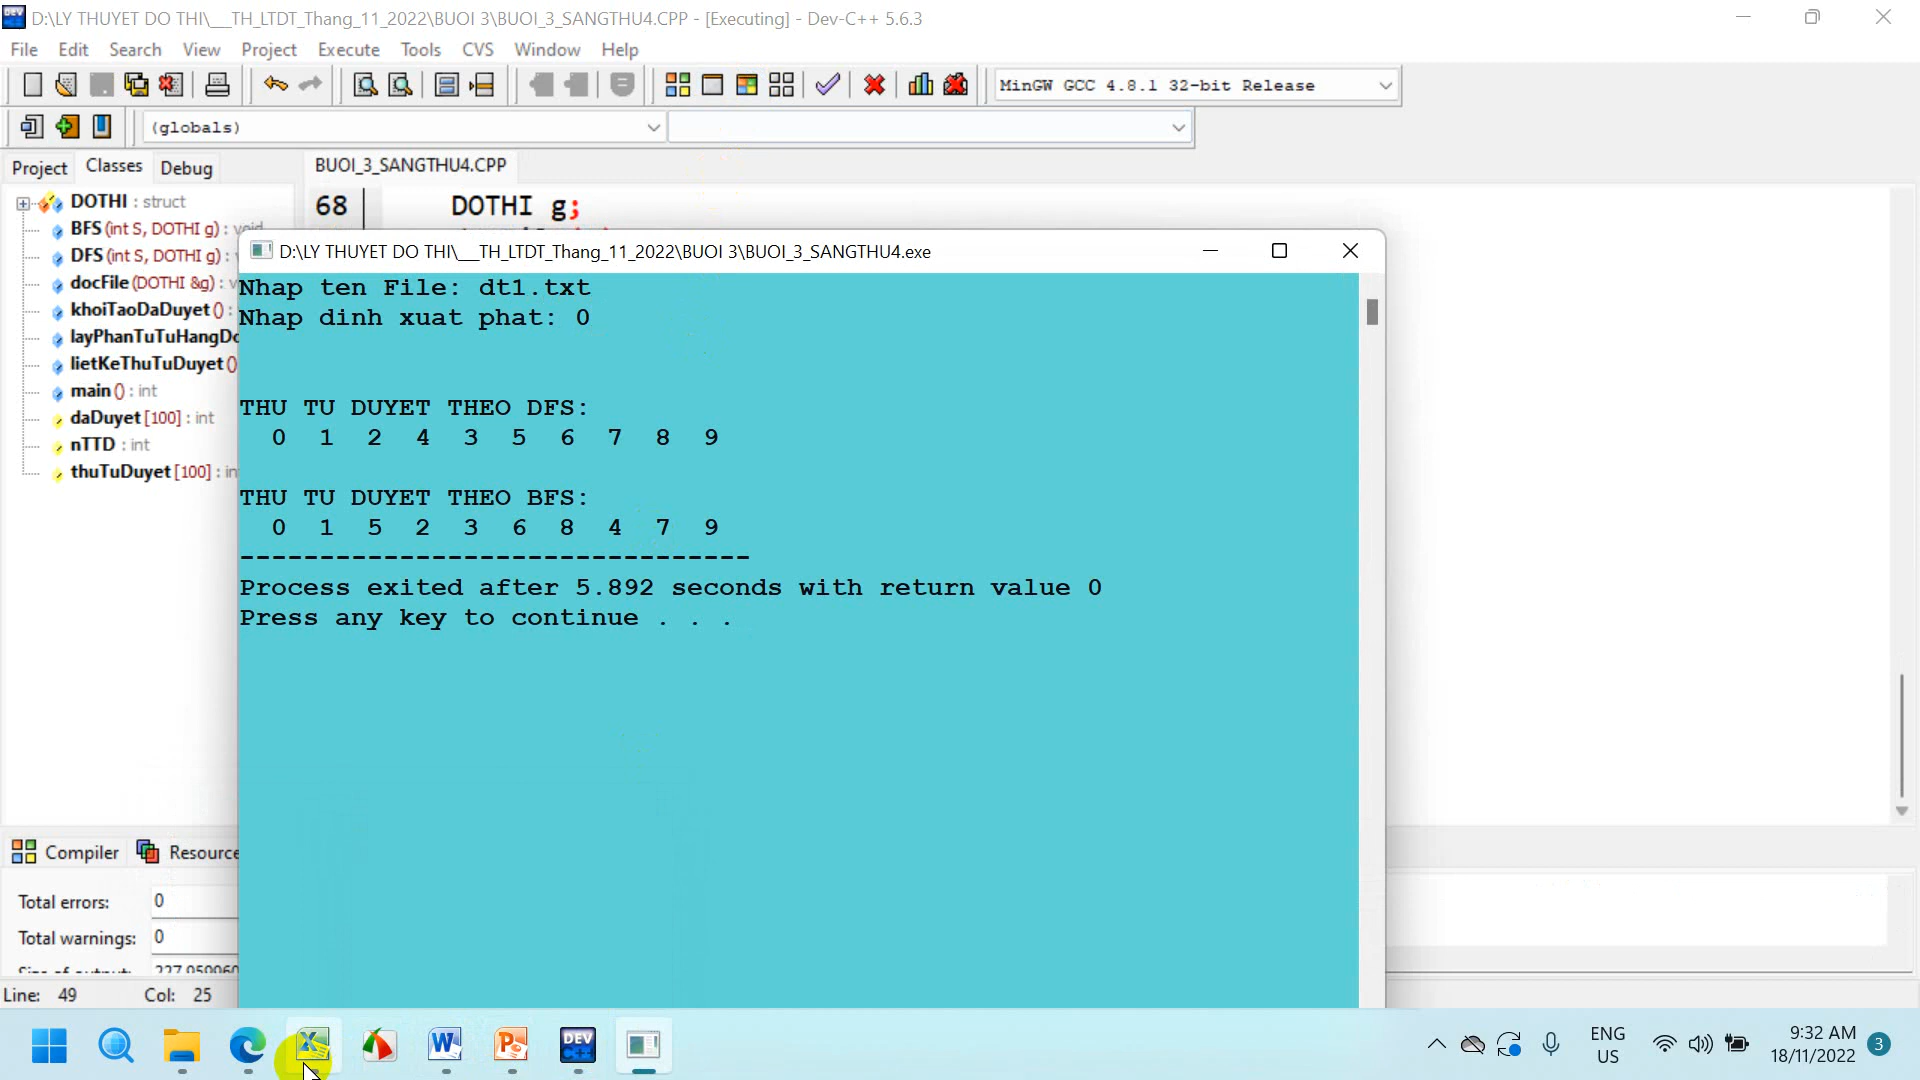 D:\LY THUYET DO THI\___TH_LTDT_Thang_11_2022\BUOI 3\BUOI_3_SANGTHU4.CPP - [Executing] - Dev-C++ 5.6.3
File Edit Search View Project Execute Tools CVS Window Help
MinGW GCC 4.8.1 32-bit Release
(globals)
Project Classes Debug
BUOI_3_SANGTHU4.CPP
DOTHI : struct
BFS (int S, DOTHI g) : void
DFS (int S, DOTHI g) :
docFile (DOTHI &g) :
khoiTaoDaDuyet () :
layPhanTuTuHangDo
lietKeThuTuDuyet ()
main () : int
daDuyet [100] : int
nTTD : int
thuTuDuyet [100] : in
68 DOTHI g;
D:\LY THUYET DO THI\___TH_LTDT_Thang_11_2022\BUOI 3\BUOI_3_SANGTHU4.exe
Nhap ten File: dt1.txt
Nhap dinh xuat phat: 0
THU TU DUYET THEO DFS:
0 1 2 4 3 5 6 7 8 9
THU TU DUYET THEO BFS:
0 1 5 2 3 6 8 4 7 9
--------------------------------
Process exited after 5.892 seconds with return value 0
Press any key to continue . . .
Compiler Resource
Total errors: 0
Total warnings: 0
Line: 49 Col: 25
DEV C++
ENG
US
9:32 AM
18/11/2022
3